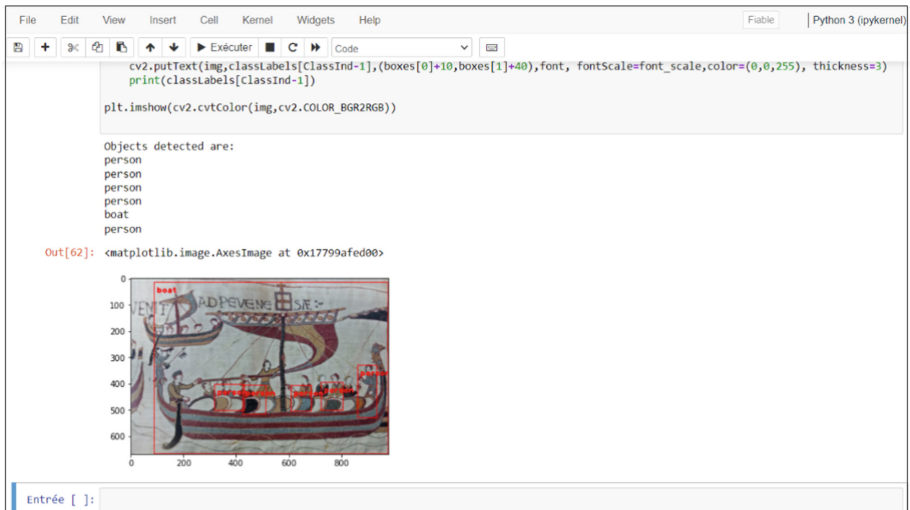 File Edit View Insert Cell Kernel Widgets Help Fiable Python 3 (ipykernel)
Exécuter Code
cv2.putText(img,classLabels[ClassInd-1],(boxes[0]+10,boxes[1]+40),font, fontScale=font_scale,color=(0,0,255), thickness=3)
print(classLabels[ClassInd-1])
plt.imshow(cv2.cvtColor(img,cv2.COLOR_BGR2RGB))
Objects detected are:
person
person
person
person
boat
person
Out[62]: <matplotlib.image.AxesImage at 0x17799afed00>
0
boat
100
VENIT AD PEVENE SÆ:-
200
300
400
500
600
0 200 400 600 800
Entrée [ ]: